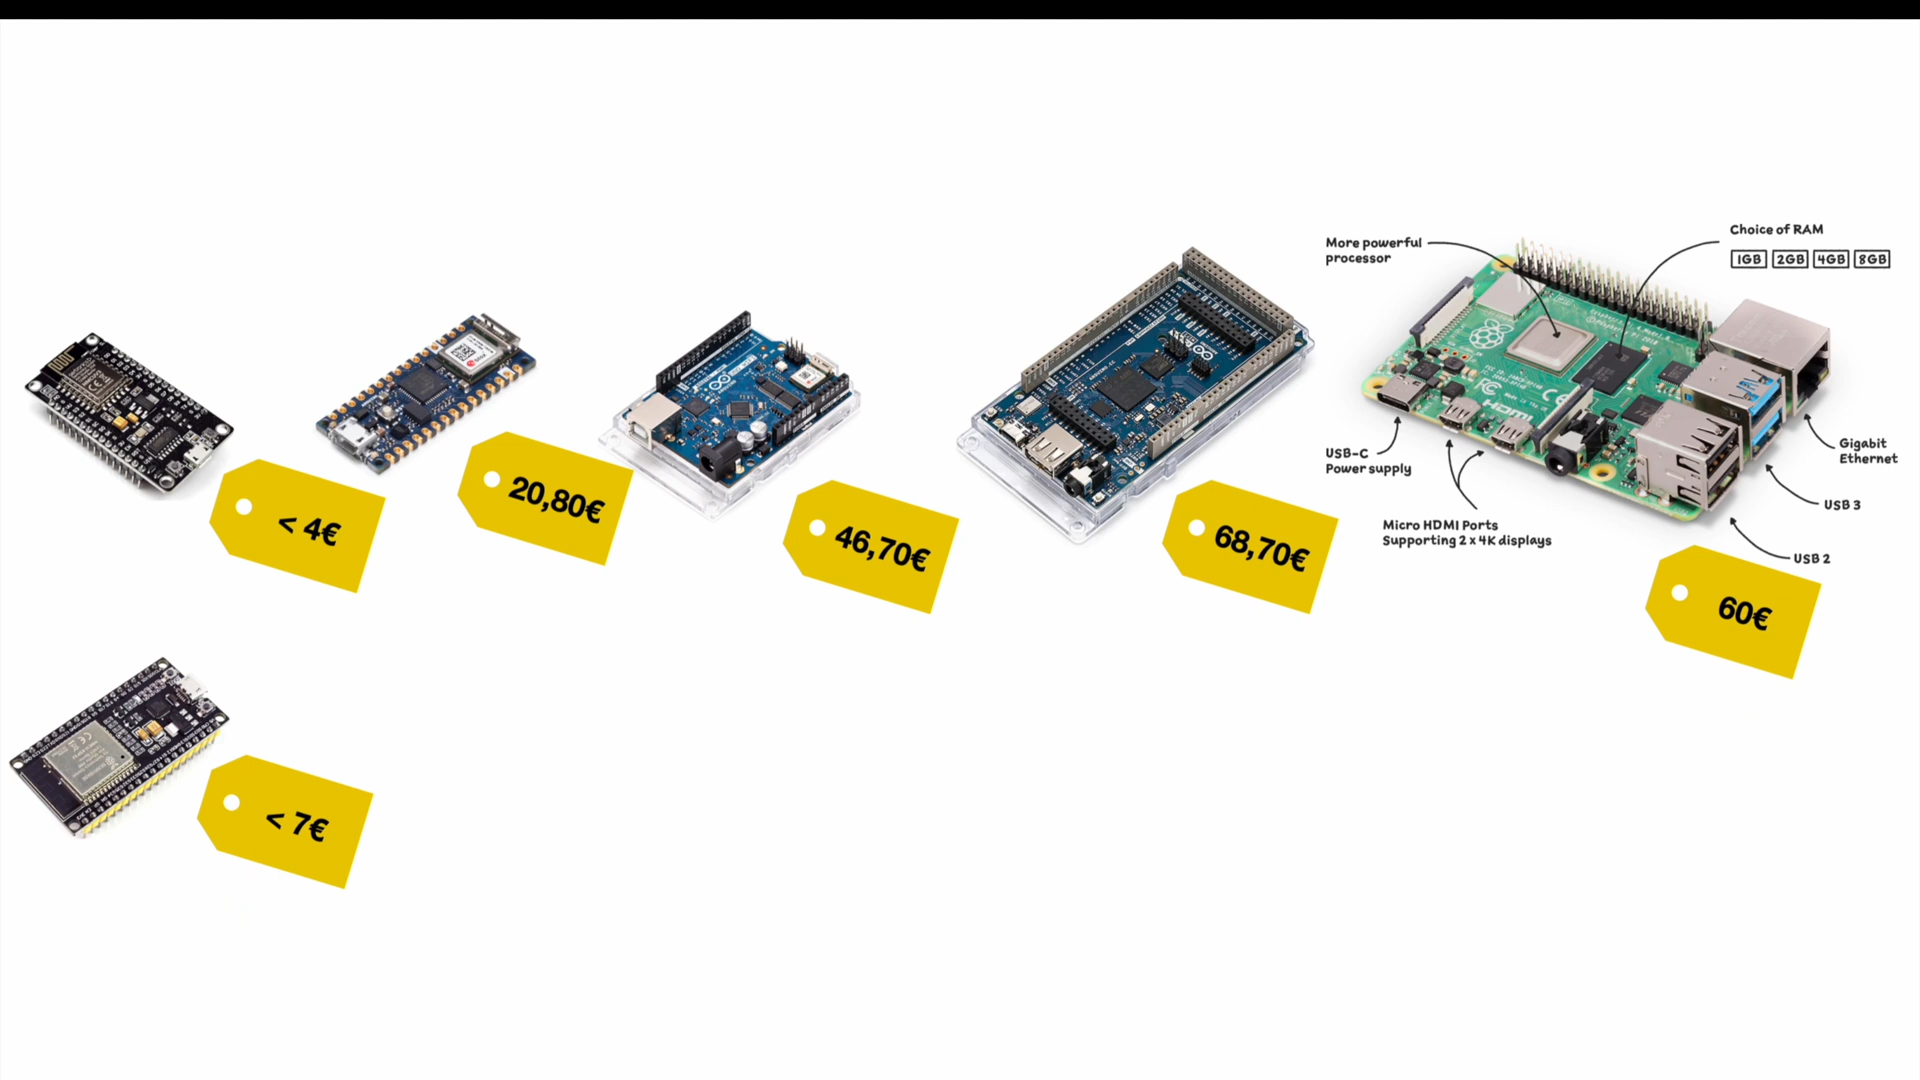 More powerful
processor
Choice of RAM
1GB 2GB 4GB 8GB
HDMI
USB-C
Power supply
Micro HDMI Ports
Supporting 2 x 4K displays
Gigabit
Ethernet
USB 3
USB 2
< 4€
20,80€
46,70€
68,70€
60€
< 7€